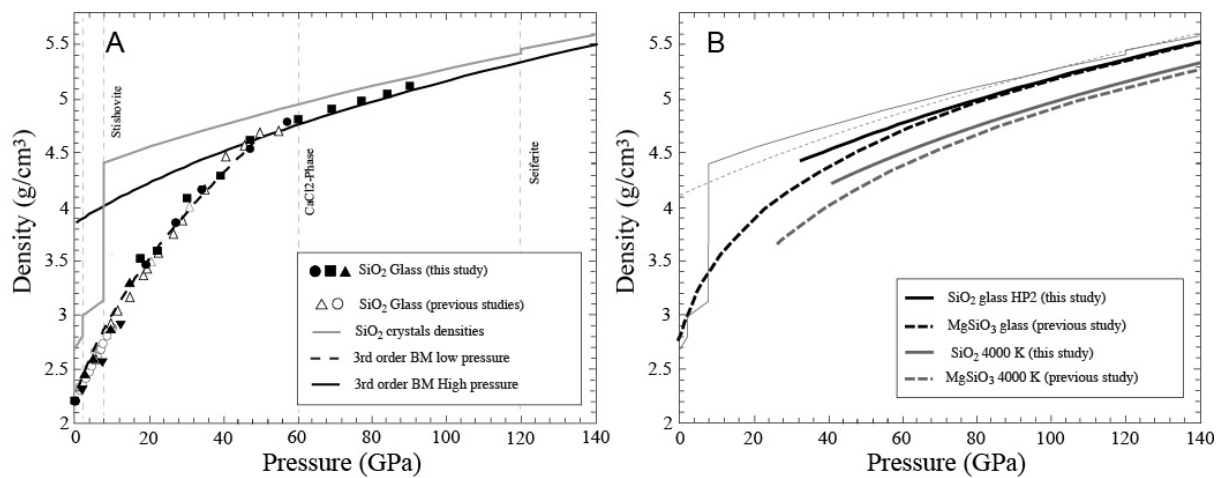 A
5.5
5
4.5
4
3.5
3
2.5
2
Density (g/cm³)
0
20
40
60
80
100
120
140
Pressure (GPa)
Stishovite
CaCl2-Phase
Seiferite
SiO₂ Glass (this study)
SiO₂ Glass (previous studies)
SiO₂ crystals densities
3rd order BM low pressure
3rd order BM High pressure
B
5.5
5
4.5
4
3.5
3
2.5
2
Density (g/cm³)
0
20
40
60
80
100
120
140
Pressure (GPa)
SiO₂ glass HP2 (this study)
MgSiO₃ glass (previous study)
SiO₂ 4000 K (this study)
MgSiO₃ 4000 K (previous study)